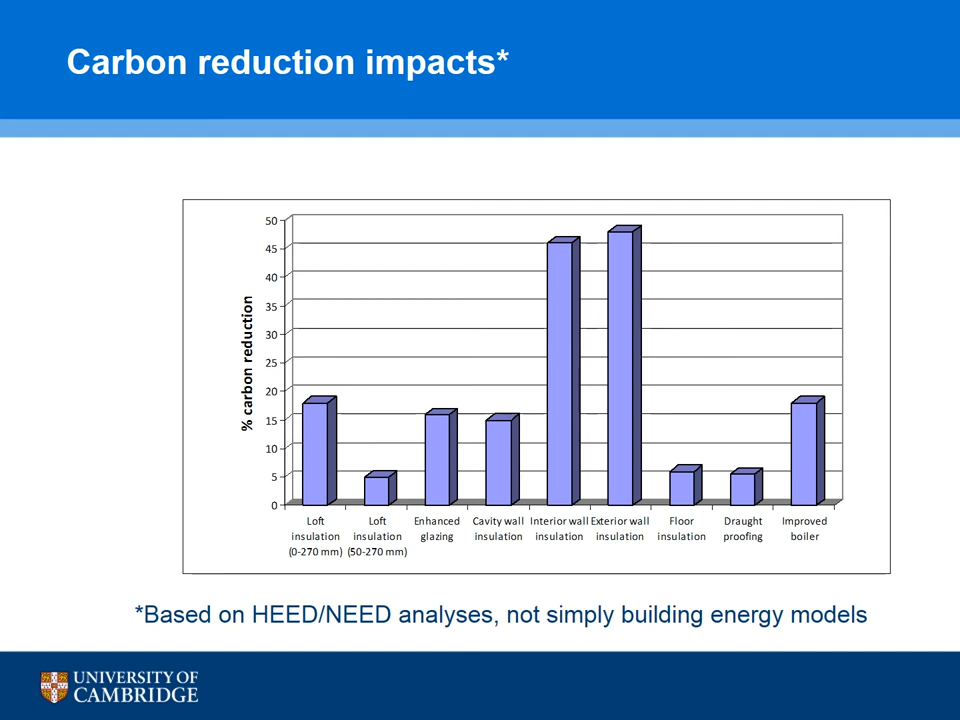 Carbon reduction impacts*
% carbon reduction
50
45
40
35
30
25
20
15
10
5
0
Loft insulation (0-270 mm)
Loft insulation (50-270 mm)
Enhanced glazing
Cavity wall insulation
Interior wall insulation
Exterior wall insulation
Floor insulation
Draught proofing
Improved boiler
*Based on HEED/NEED analyses, not simply building energy models
UNIVERSITY OF
CAMBRIDGE